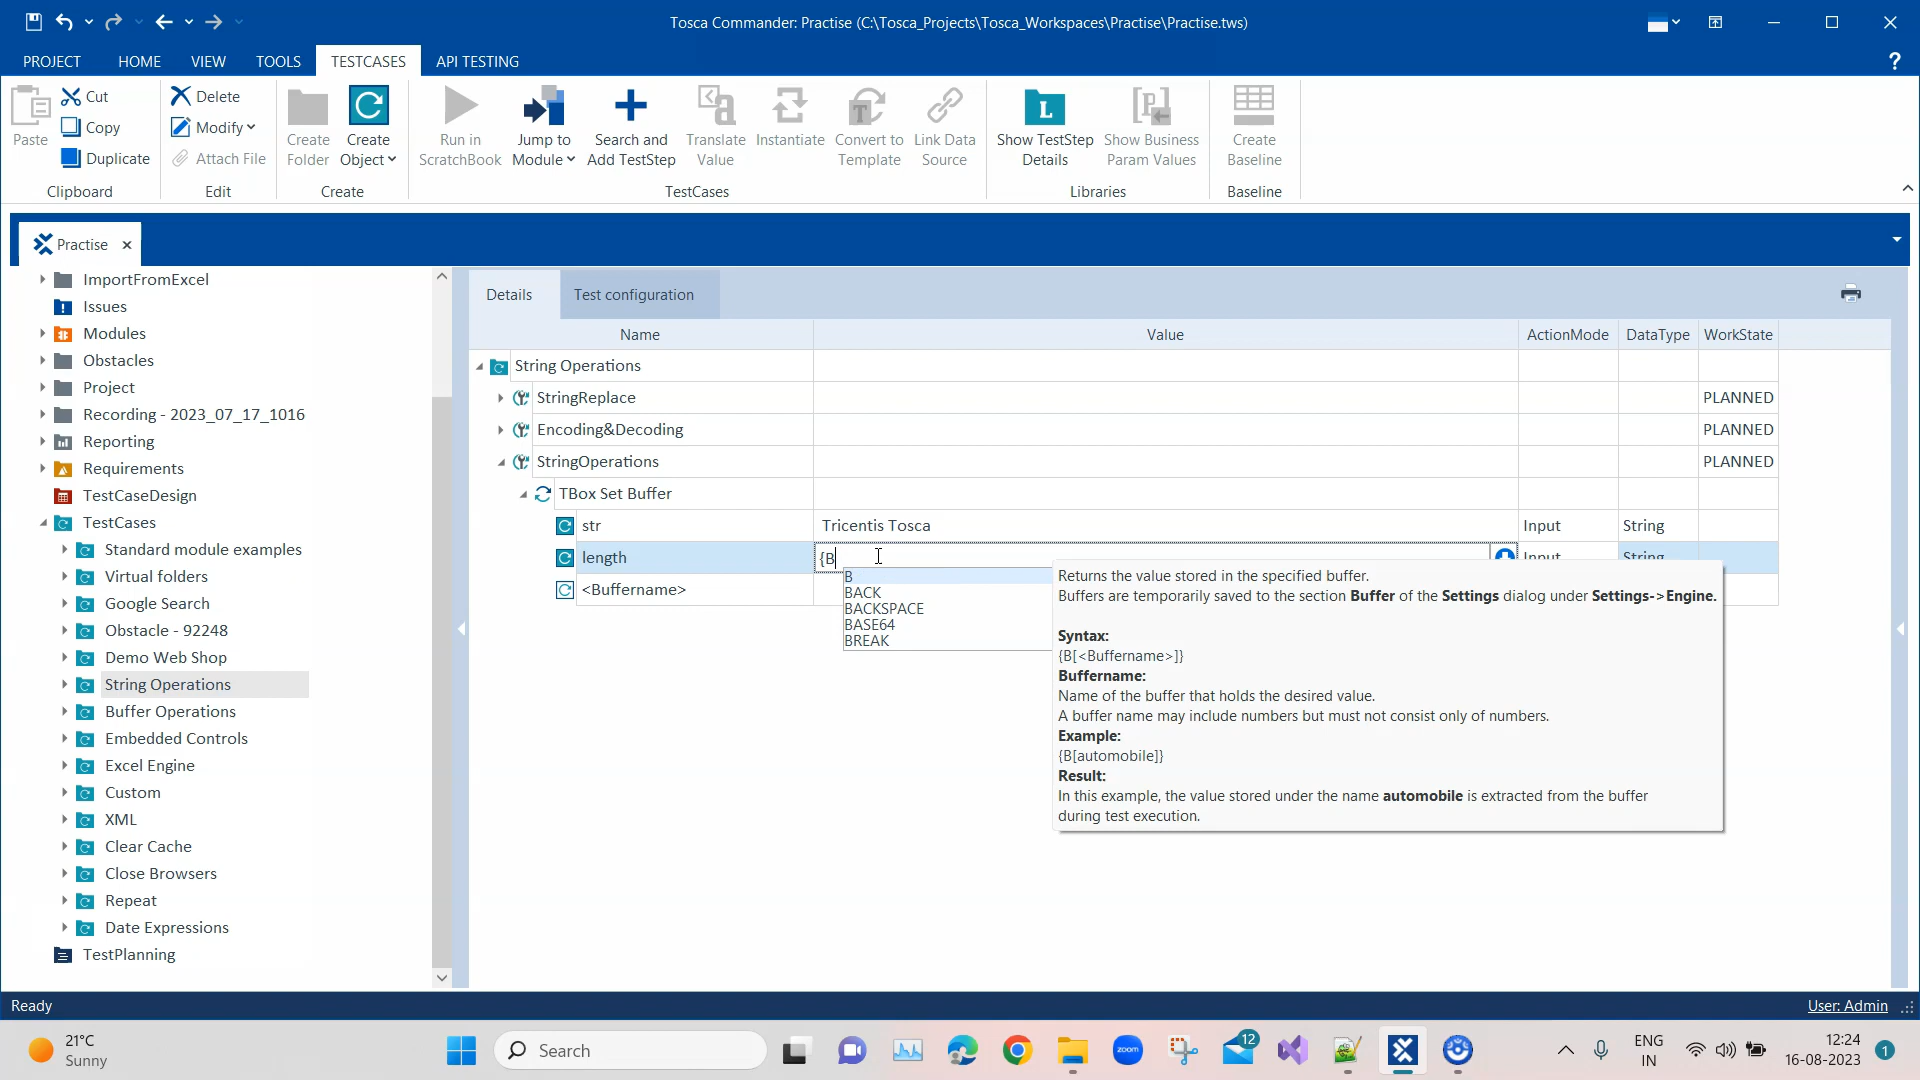 Tosca Commander: Practise (C:\Tosca_Projects\Tosca_Workspaces\Practise\Practise.tws)
PROJECT HOME VIEW TOOLS TESTCASES API TESTING ?
Paste
Cut
Copy
Duplicate
Clipboard
Delete
Modify
Attach File
Edit
Create Folder
Create Object
Create
Run in ScratchBook
Jump to Module
Search and Add TestStep
Translate Value
Instantiate
Convert to Template
Link Data Source
TestCases
Show TestStep Details
Show Business Param Values
Libraries
Create Baseline
Baseline
Practise
ImportFromExcel
Issues
Modules
Obstacles
Project
Recording - 2023_07_17_1016
Reporting
Requirements
TestCaseDesign
TestCases
Standard module examples
Virtual folders
Google Search
Obstacle - 92248
Demo Web Shop
String Operations
Buffer Operations
Embedded Controls
Excel Engine
Custom
XML
Clear Cache
Close Browsers
Repeat
Date Expressions
TestPlanning
Details Test configuration
Name Value ActionMode DataType WorkState
String Operations
StringReplace PLANNED
Encoding&Decoding PLANNED
StringOperations PLANNED
TBox Set Buffer
str Tricentis Tosca Input String
length {B Input String
<Buffername>
B
BACK
BACKSPACE
BASE64
BREAK
Returns the value stored in the specified buffer.
Buffers are temporarily saved to the section Buffer of the Settings dialog under Settings->Engine.
Syntax:
{B[<Buffername>]}
Buffername:
Name of the buffer that holds the desired value.
A buffer name may include numbers but must not consist only of numbers.
Example:
{B[automobile]}
Result:
In this example, the value stored under the name automobile is extracted from the buffer
during test execution.
Ready User: Admin
21°C
Sunny
Search
zoom
12
ENG
IN
12:24
16-08-2023
1